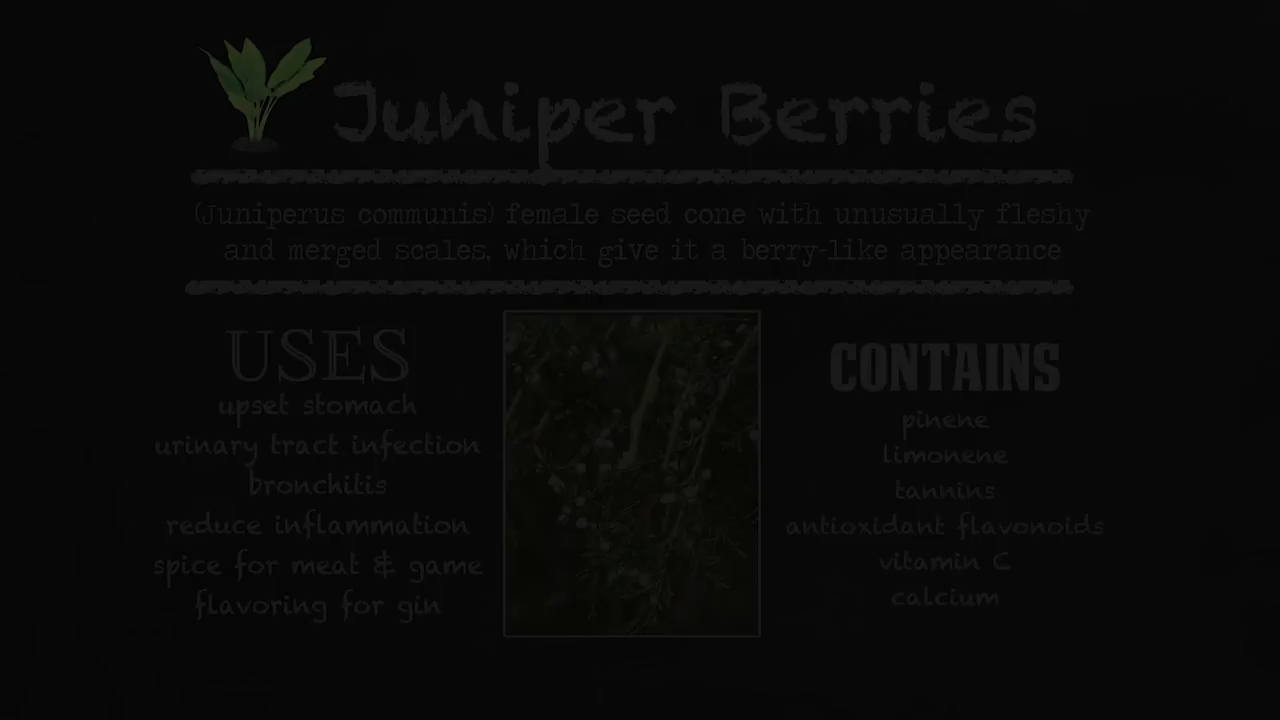 Juniper Berries
(Juniperus communis) female seed cone with unusually fleshy
and merged scales, which give it a berry-like appearance
USES
upset stomach
urinary tract infection
bronchitis
reduce inflammation
spice for meat & game
flavoring for gin
CONTAINS
pinene
limonene
tannins
antioxidant flavonoids
vitamin C
calcium